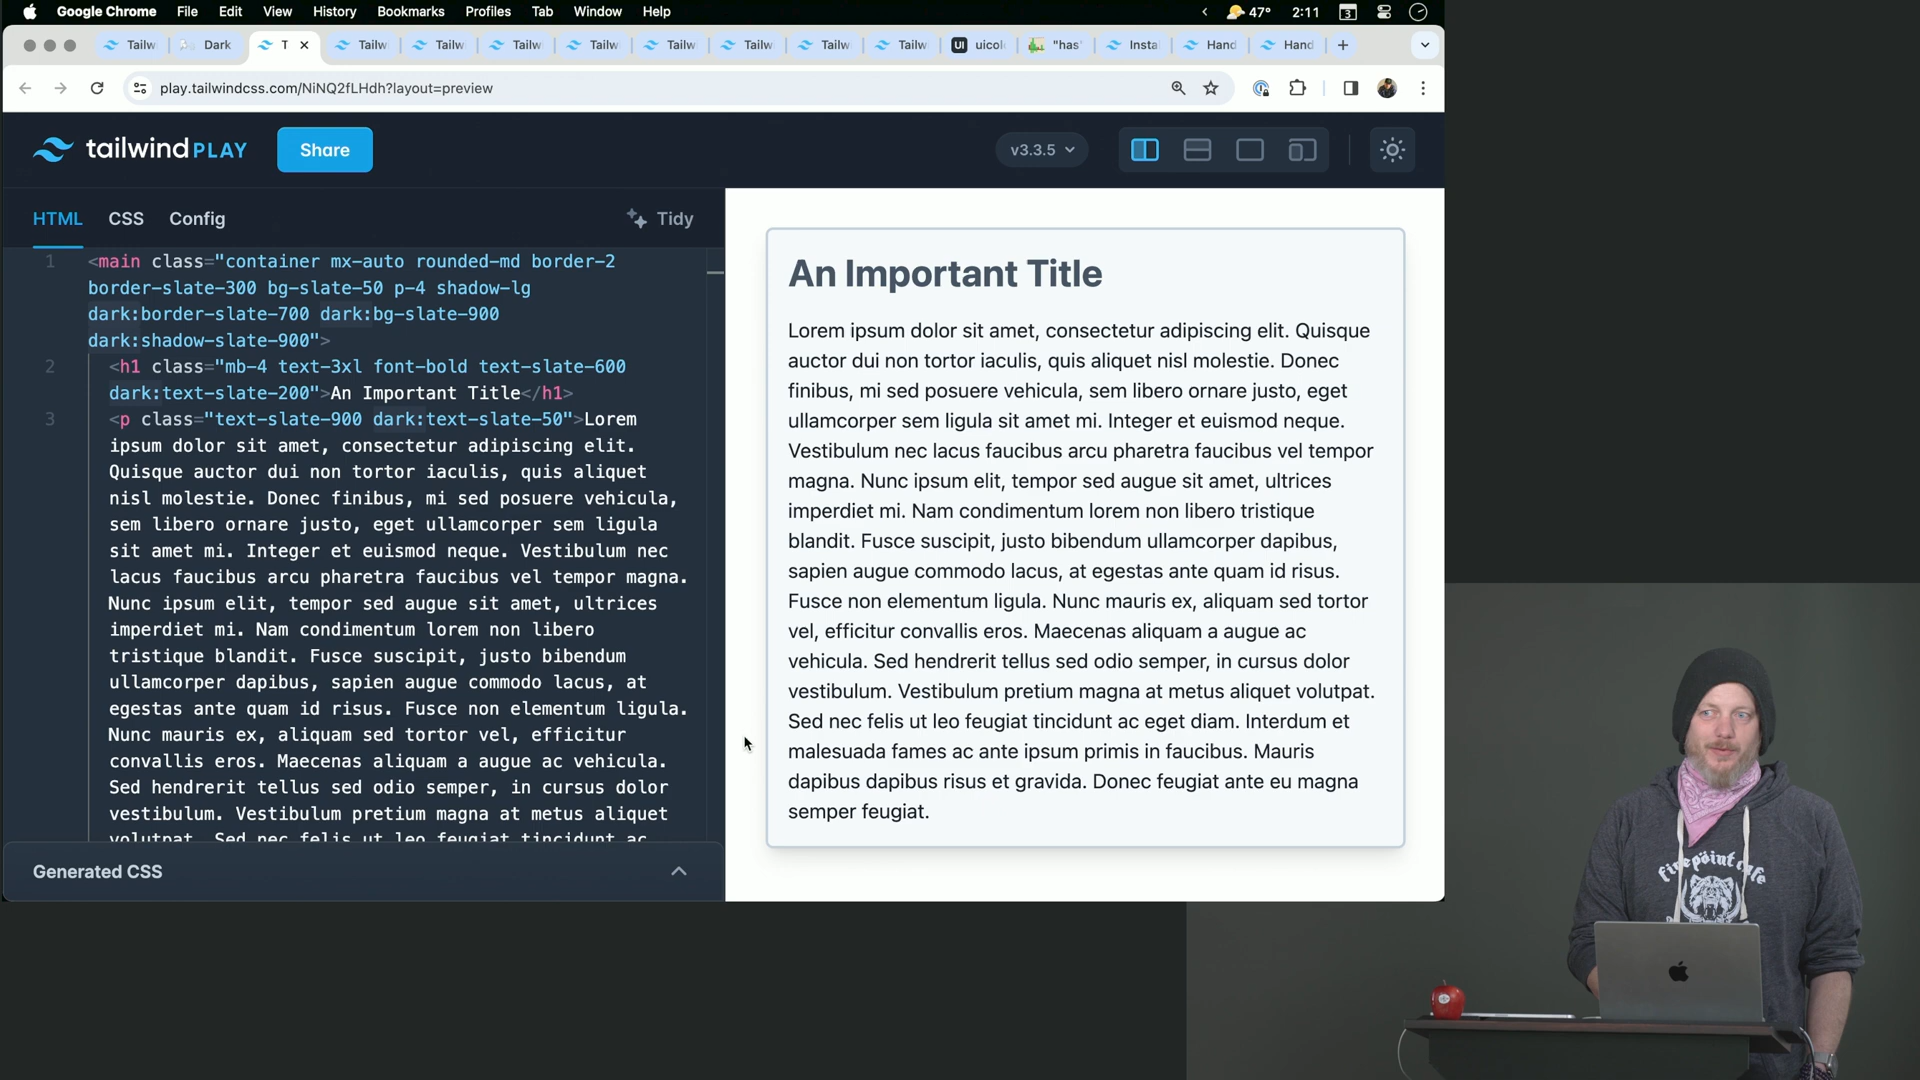 Google Chrome File Edit View History Bookmarks Profiles Tab Window Help 47° 2:11 3
Tailw Dark T Tailw Tailw Tailw Tailw Tailw Tailw Tailw Tailw UI uicol "has Insta Hand Hand
play.tailwindcss.com/NiNQ2fLHdh?layout=preview
tailwind PLAY Share v3.3.5
HTML CSS Config Tidy
1 <main class="container mx-auto rounded-md border-2
border-slate-300 bg-slate-50 p-4 shadow-lg
dark:border-slate-700 dark:bg-slate-900
dark:shadow-slate-900">
2 <h1 class="mb-4 text-3xl font-bold text-slate-600
dark:text-slate-200">An Important Title</h1>
3 <p class="text-slate-900 dark:text-slate-50">Lorem
ipsum dolor sit amet, consectetur adipiscing elit.
Quisque auctor dui non tortor iaculis, quis aliquet
nisl molestie. Donec finibus, mi sed posuere vehicula,
sem libero ornare justo, eget ullamcorper sem ligula
sit amet mi. Integer et euismod neque. Vestibulum nec
lacus faucibus arcu pharetra faucibus vel tempor magna.
Nunc ipsum elit, tempor sed augue sit amet, ultrices
imperdiet mi. Nam condimentum lorem non libero
tristique blandit. Fusce suscipit, justo bibendum
ullamcorper dapibus, sapien augue commodo lacus, at
egestas ante quam id risus. Fusce non elementum ligula.
Nunc mauris ex, aliquam sed tortor vel, efficitur
convallis eros. Maecenas aliquam a augue ac vehicula.
Sed hendrerit tellus sed odio semper, in cursus dolor
vestibulum. Vestibulum pretium magna at metus aliquet
volutpat. Sed nec felis ut leo feugiat tincidunt ac
Generated CSS
An Important Title
Lorem ipsum dolor sit amet, consectetur adipiscing elit. Quisque
auctor dui non tortor iaculis, quis aliquet nisl molestie. Donec
finibus, mi sed posuere vehicula, sem libero ornare justo, eget
ullamcorper sem ligula sit amet mi. Integer et euismod neque.
Vestibulum nec lacus faucibus arcu pharetra faucibus vel tempor
magna. Nunc ipsum elit, tempor sed augue sit amet, ultrices
imperdiet mi. Nam condimentum lorem non libero tristique
blandit. Fusce suscipit, justo bibendum ullamcorper dapibus,
sapien augue commodo lacus, at egestas ante quam id risus.
Fusce non elementum ligula. Nunc mauris ex, aliquam sed tortor
vel, efficitur convallis eros. Maecenas aliquam a augue ac
vehicula. Sed hendrerit tellus sed odio semper, in cursus dolor
vestibulum. Vestibulum pretium magna at metus aliquet volutpat.
Sed nec felis ut leo feugiat tincidunt ac eget diam. Interdum et
malesuada fames ac ante ipsum primis in faucibus. Mauris
dapibus dapibus risus et gravida. Donec feugiat ante eu magna
semper feugiat.